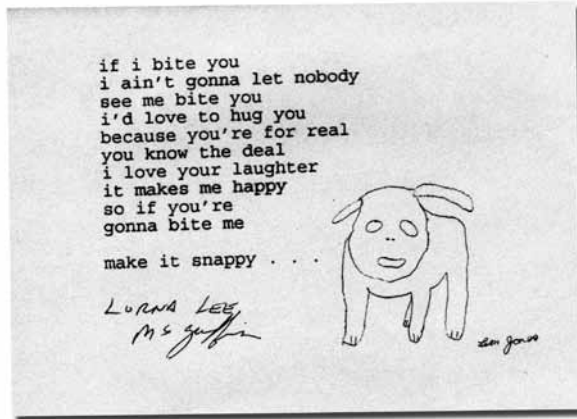 if i bite you
i ain't gonna let nobody
see me bite you
i'd love to hug you
because you're for real
you know the deal
i love your laughter
it makes me happy
so if you're
gonna bite me
make it snappy . . .
LORNA LEE
Jones